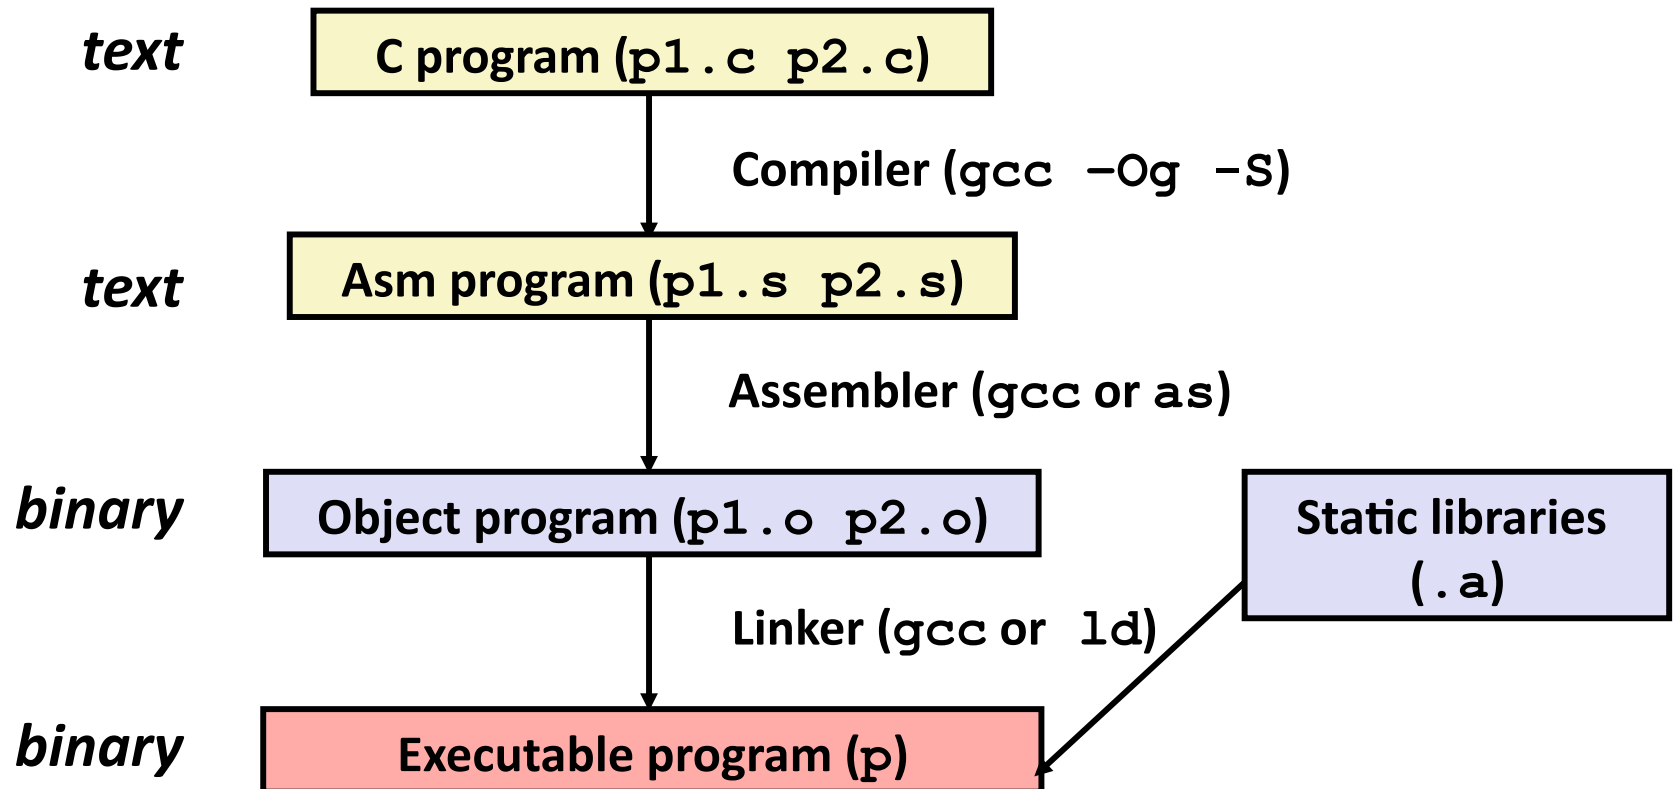 text
C program (p1.c p2.c)
Compiler (gcc –Og -S)
text
Asm program (p1.s p2.s)
Assembler (gcc or as)
binary
Object program (p1.o p2.o)
Static libraries
(.a)
Linker (gcc or ld)
binary
Executable program (p)